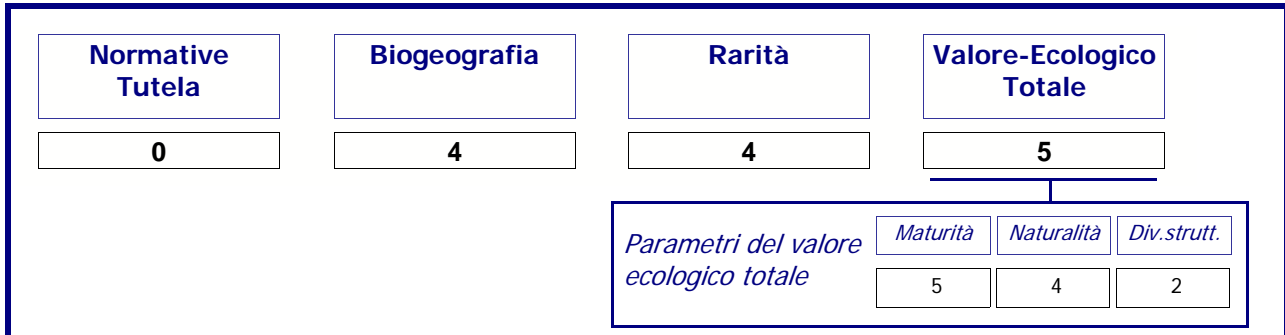 Normative
Tutela
Biogeografia
Rarità
Valore-Ecologico
Totale
0
4
4
5
Parametri del valore
ecologico totale
Maturità
Naturalità
Div.strutt.
5
4
2